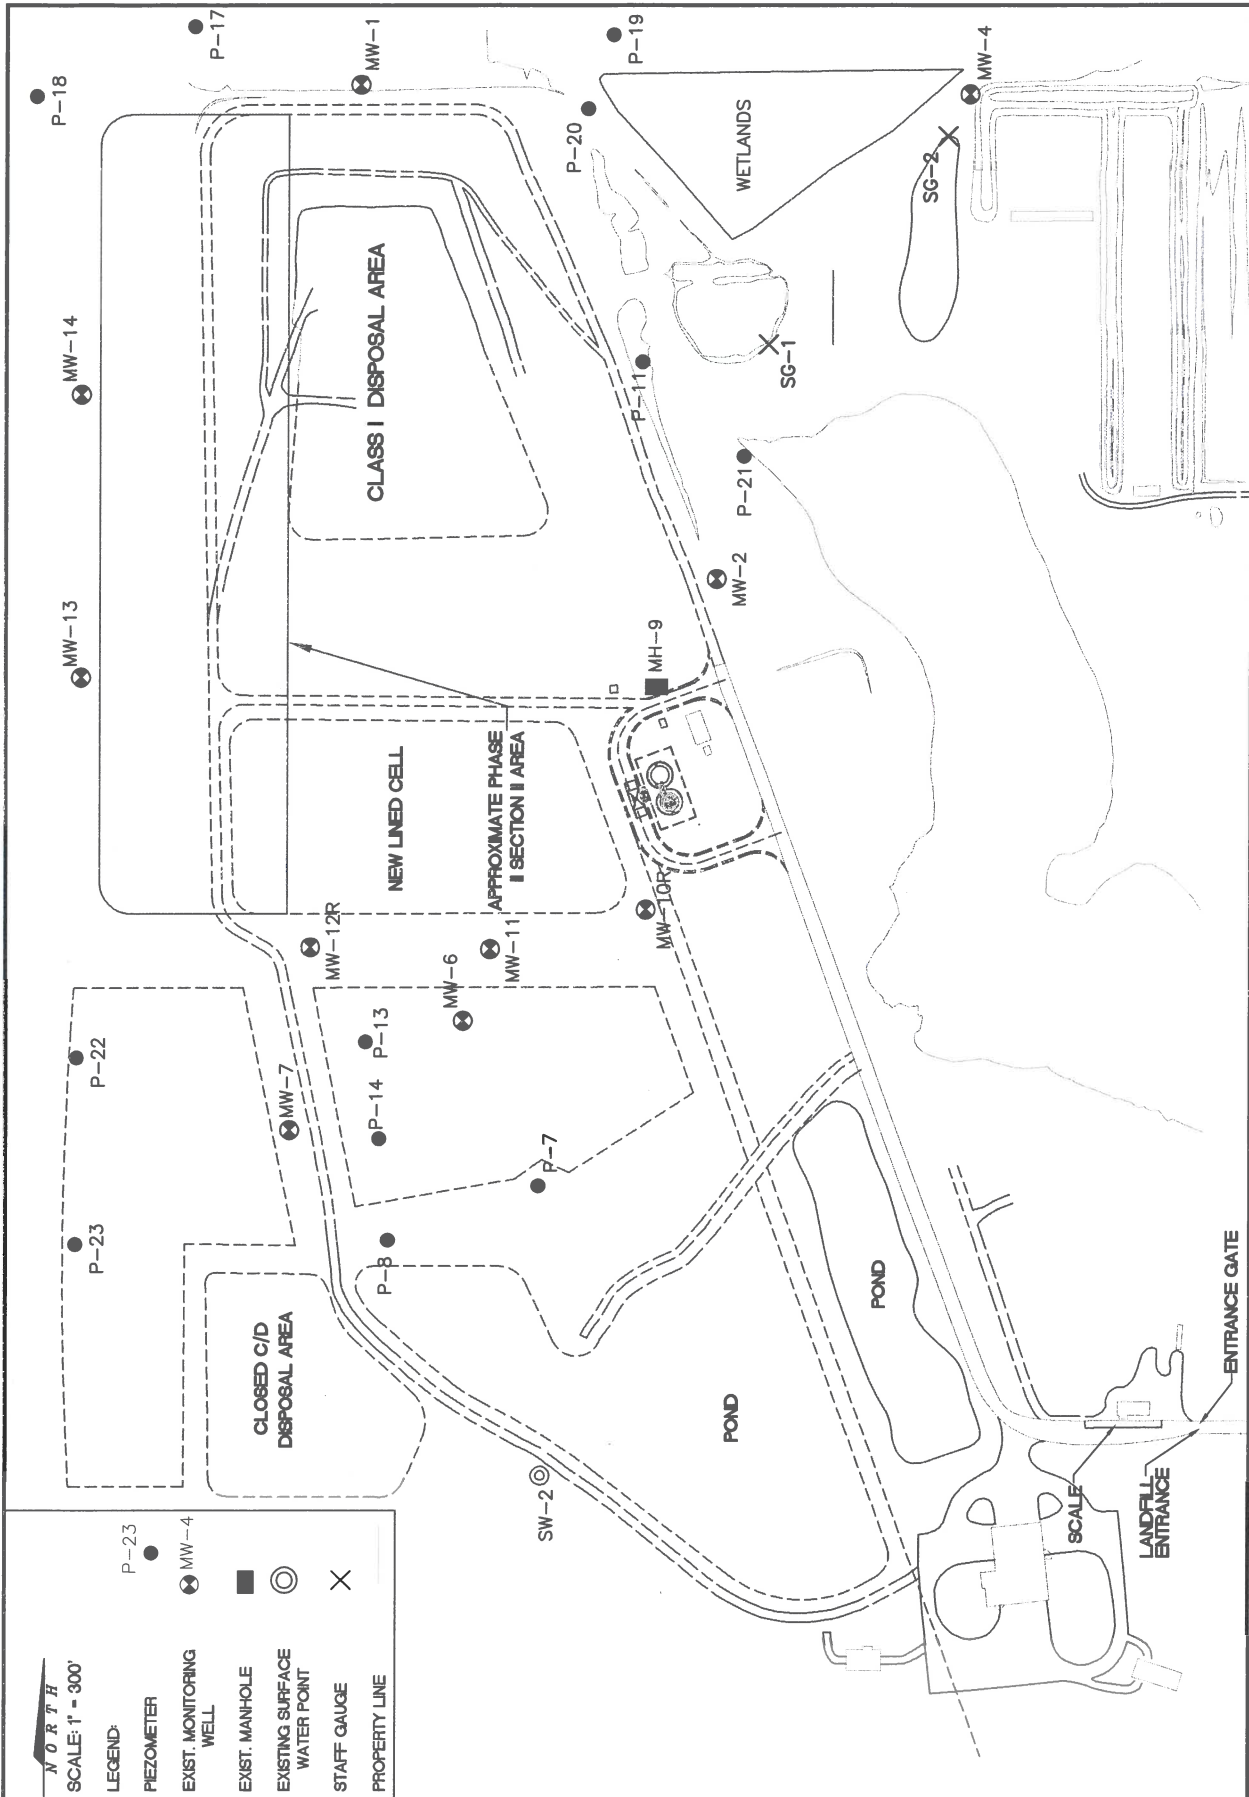 NORTH
SCALE: 1" = 300'
LEGEND:
PIEZOMETER
P-23
EXIST. MONITORING
WELL
MW-4
EXIST. MANHOLE
EXISTING SURFACE
WATER POINT
STAFF GAUGE
PROPERTY LINE
P-23
P-22
MW-13
MW-14
P-18
P-17
CLOSED C/D
DISPOSAL AREA
MW-7
MW-12R
P-8
P-14
P-13
MW-6
MW-11
NEW LINED CELL
APPROXIMATE PHASE
II SECTION II AREA
CLASS I DISPOSAL AREA
MW-1
SW-2
P-7
MW-10R
MH-9
P-11
P-20
P-19
POND
MW-2
P-21
SG-1
WETLANDS
POND
SG-2
MW-4
SCALE
LANDFILL
ENTRANCE
ENTRANCE GATE